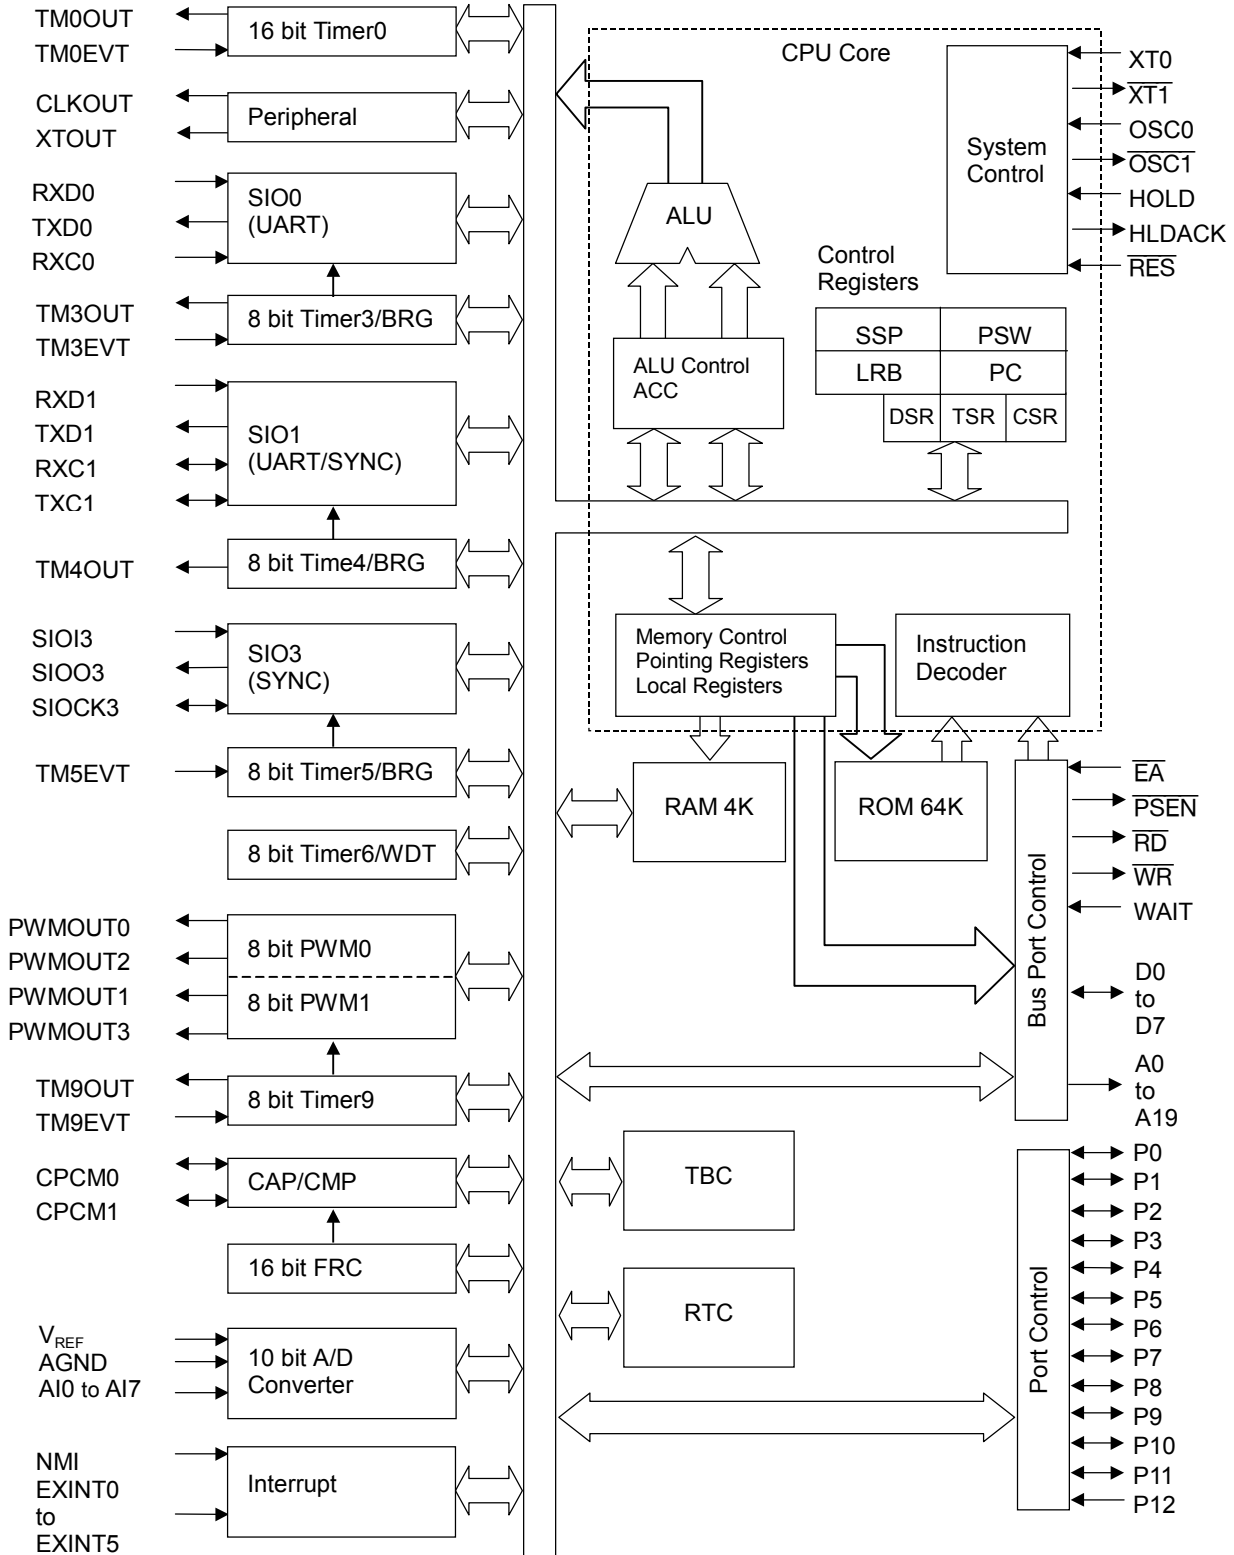 TM0OUT
TM0EVT
16 bit Timer0
CLKOUT
XTOUT
Peripheral
RXD0
TXD0
RXC0
SIO0
(UART)
TM3OUT
TM3EVT
8 bit Timer3/BRG
RXD1
TXD1
RXC1
TXC1
SIO1
(UART/SYNC)
TM4OUT
8 bit Time4/BRG
SIOI3
SIOO3
SIOCK3
SIO3
(SYNC)
TM5EVT
8 bit Timer5/BRG
8 bit Timer6/WDT
PWMOUT0
PWMOUT2
PWMOUT1
PWMOUT3
8 bit PWM0
8 bit PWM1
TM9OUT
TM9EVT
8 bit Timer9
CPCM0
CPCM1
CAP/CMP
16 bit FRC
VREF
AGND
AI0 to AI7
10 bit A/D
Converter
NMI
EXINT0
to
EXINT5
Interrupt
CPU Core
ALU
ALU Control
ACC
Control
Registers
SSP
PSW
LRB
PC
DSR
TSR
CSR
System
Control
XT0
XT1
OSC0
OSC1
HOLD
HLDACK
RES
Memory Control
Pointing Registers
Local Registers
Instruction
Decoder
RAM 4K
ROM 64K
Bus Port Control
EA
PSEN
RD
WR
WAIT
D0
to
D7
A0
to
A19
TBC
RTC
Port Control
P0
P1
P2
P3
P4
P5
P6
P7
P8
P9
P10
P11
P12